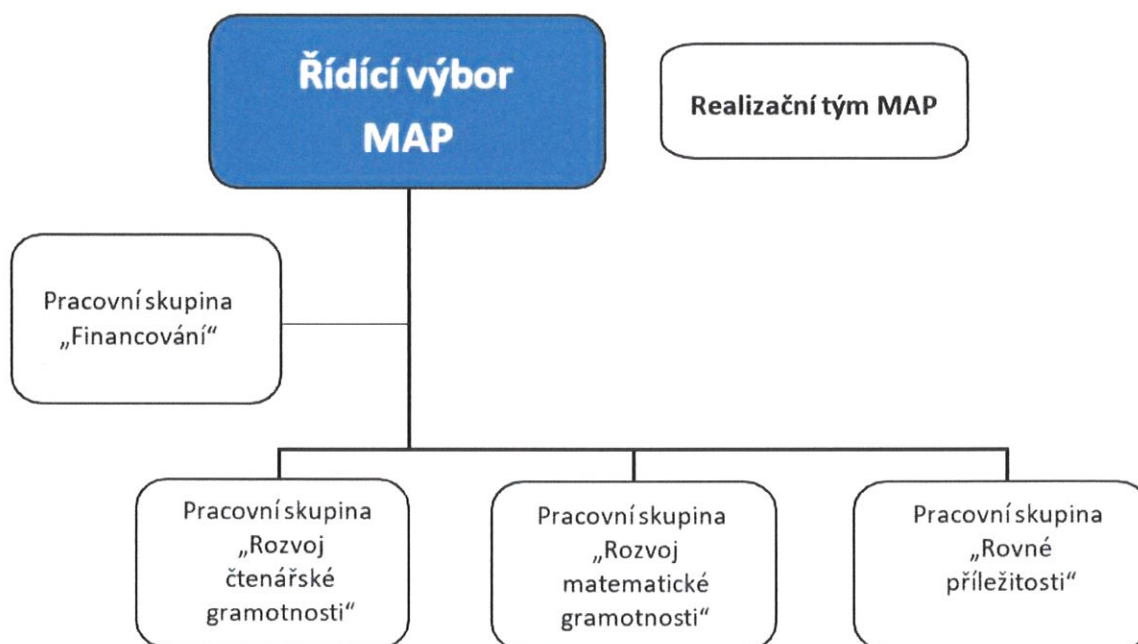 Řídící výbor
MAP
Realizační tým MAP
Pracovní skupina
„Financování“
Pracovní skupina
„Rozvoj
čtenářské
gramotnosti“
Pracovní skupina
„Rozvoj
matematické
gramotnosti“
Pracovní skupina
„Rovné
příležitosti“